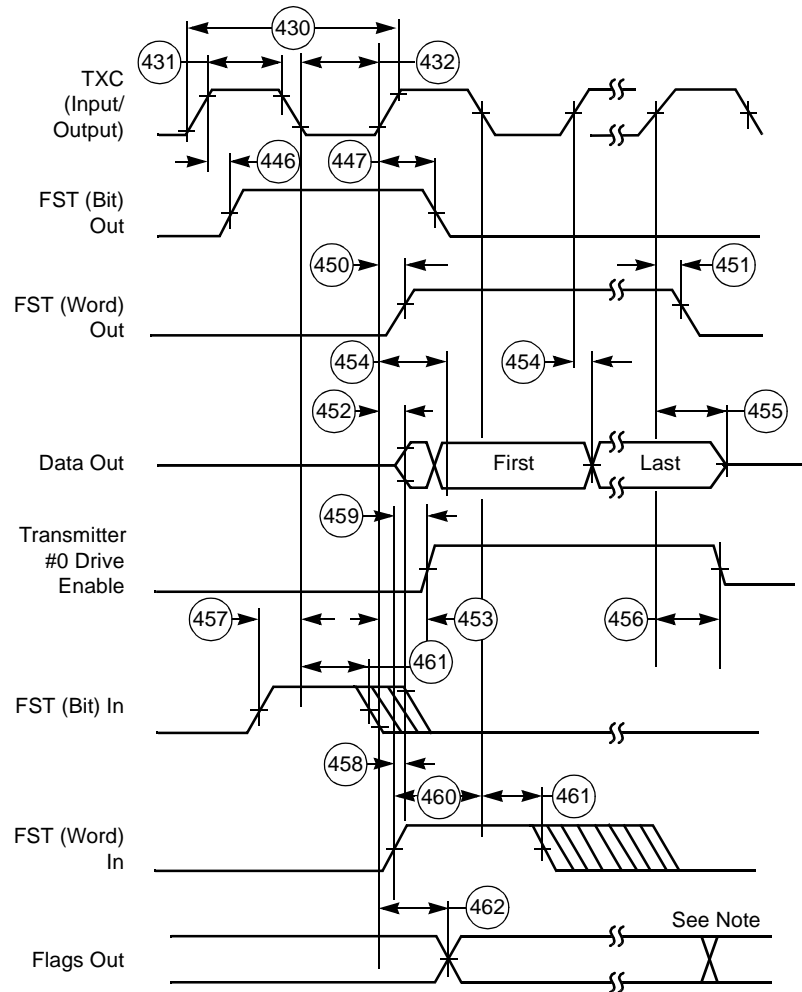 430
431
432
TXC
(Input/
Output)
446
447
FST (Bit)
Out
450
451
FST (Word)
Out
454
454
452
455
Data Out
First
Last
459
Transmitter
#0 Drive
Enable
457
453
456
461
FST (Bit) In
458
460
461
FST (Word)
In
462
See Note
Flags Out